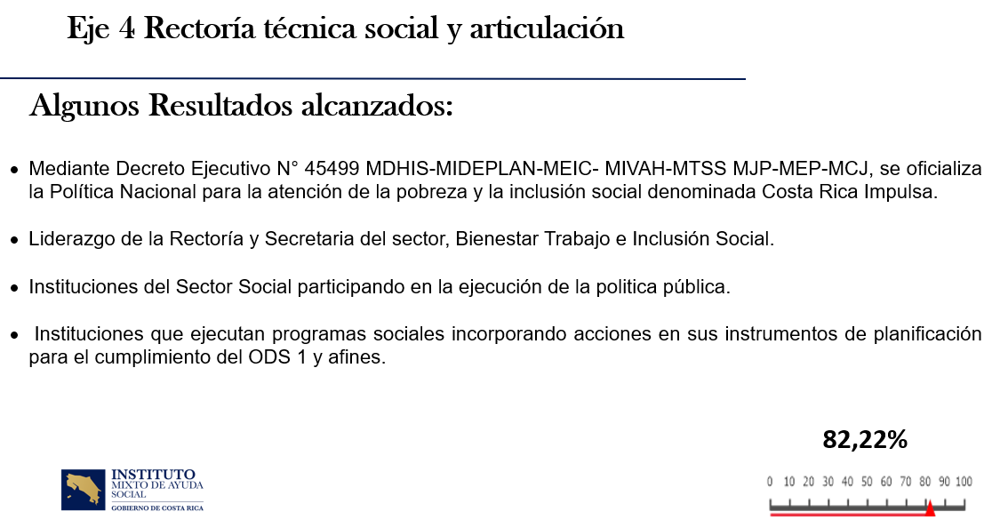 Eje 4 Rectoría técnica social y articulación
Algunos Resultados alcanzados:
• Mediante Decreto Ejecutivo N° 45499 MDHIS-MIDEPLAN-MEIC- MIVAH-MTSS MJP-MEP-MCJ, se oficializa
la Política Nacional para la atención de la pobreza y la inclusión social denominada Costa Rica Impulsa.
• Liderazgo de la Rectoría y Secretaria del sector, Bienestar Trabajo e Inclusión Social.
• Instituciones del Sector Social participando en la ejecución de la politica pública.
• Instituciones que ejecutan programas sociales incorporando acciones en sus instrumentos de planificación
para el cumplimiento del ODS 1 y afines.
82,22%
0 10 20 30 40 50 60 70 80 90 100
INSTITUTO
MIXTO DE AYUDA
SOCIAL
GOBIERNO DE COSTA RICA